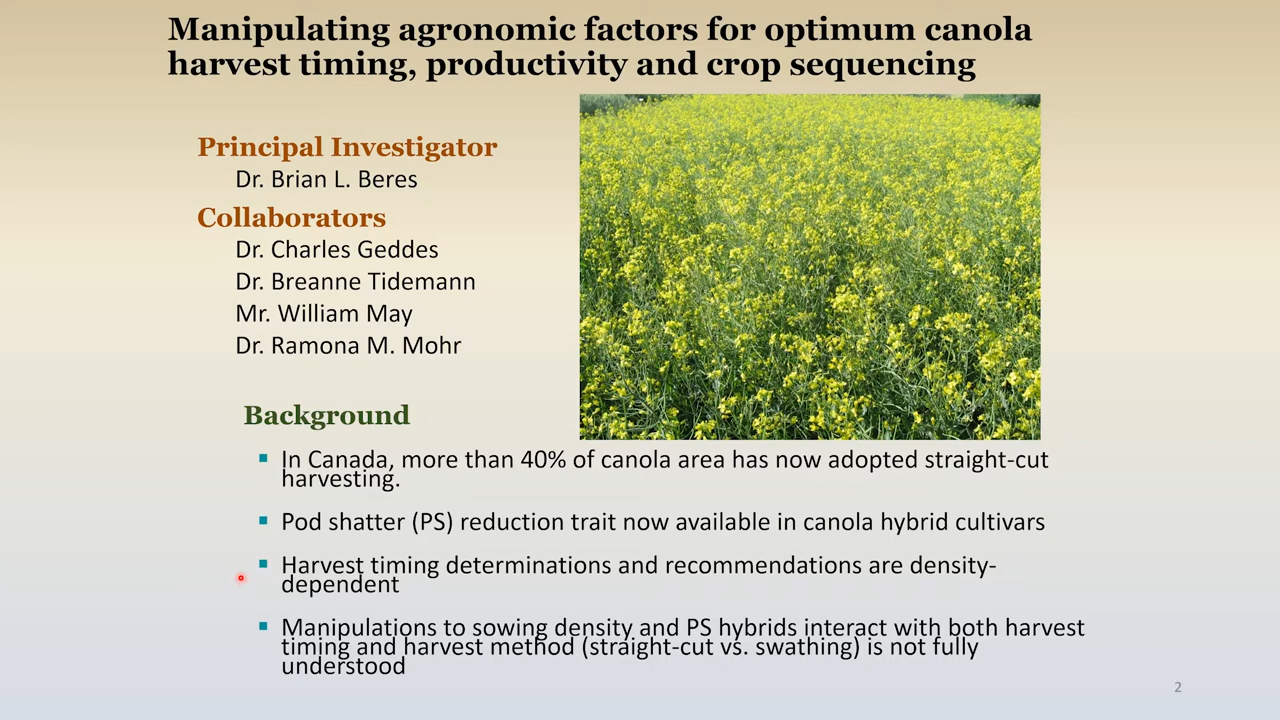 Manipulating agronomic factors for optimum canola
harvest timing, productivity and crop sequencing
Principal Investigator
Dr. Brian L. Beres
Collaborators
Dr. Charles Geddes
Dr. Breanne Tidemann
Mr. William May
Dr. Ramona M. Mohr
Background
In Canada, more than 40% of canola area has now adopted straight-cut
harvesting.
Pod shatter (PS) reduction trait now available in canola hybrid cultivars
Harvest timing determinations and recommendations are density-
dependent
Manipulations to sowing density and PS hybrids interact with both harvest
timing and harvest method (straight-cut vs. swathing) is not fully
understood
2